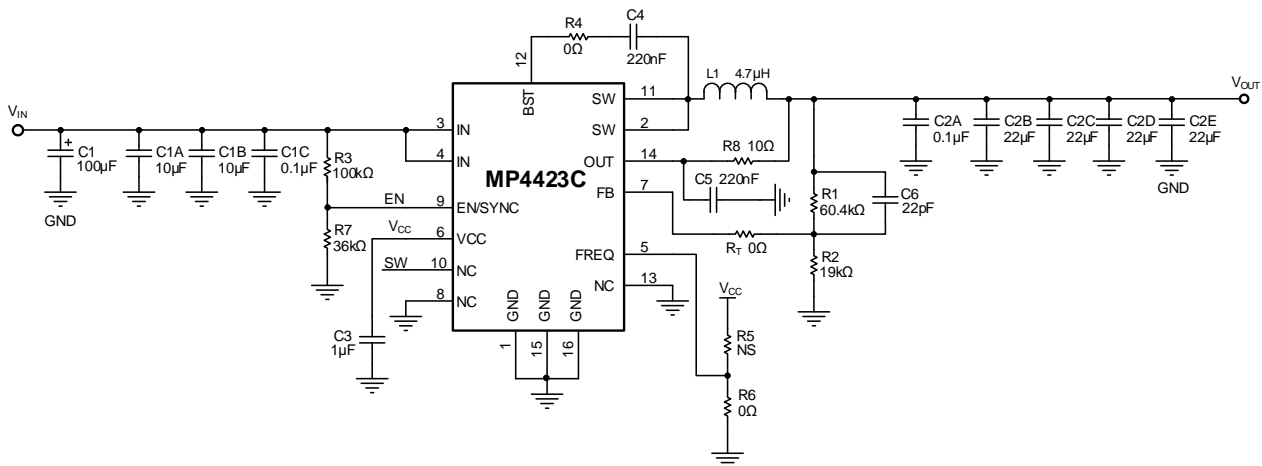 VIN
C1
100µF
GND
C1A
10µF
C1B
10µF
C1C
0.1µF
R3
100kΩ
R7
36kΩ
EN
VCC
SW
C3
1µF
3
4
9
6
10
8
IN
IN
EN/SYNC
VCC
NC
NC
12
BST
MP4423C
GND
GND
GND
1
15
16
SW
SW
OUT
FB
FREQ
NC
11
2
14
7
5
13
R4
0Ω
C4
220nF
L1
4.7µH
R8 10Ω
C5 220nF
RT 0Ω
R1
60.4kΩ
C6
22pF
R2
19kΩ
VCC
R5
NS
R6
0Ω
C2A
0.1µF
C2B
22µF
C2C
22µF
C2D
22µF
C2E
22µF
GND
VOUT